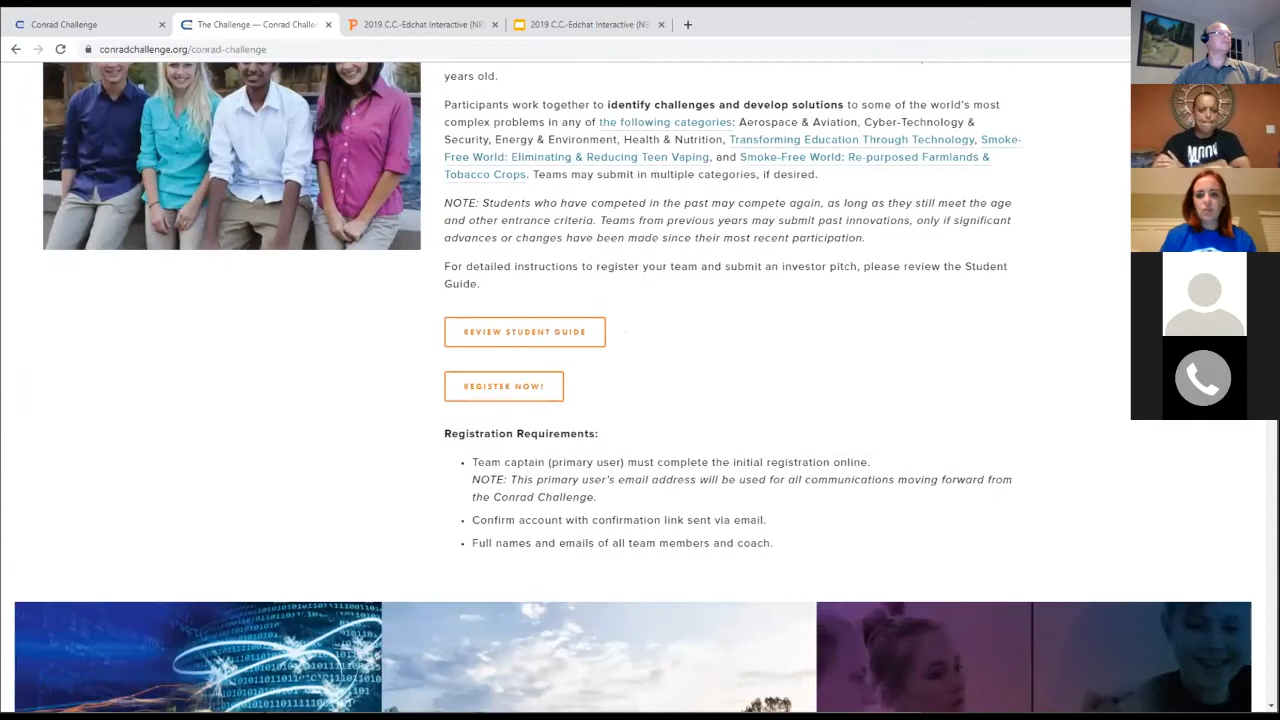 Conrad Challenge
The Challenge — Conrad Challe
2019 C.C.-Edchat Interactive (NB
2019 C.C.-Edchat Interactive (NB
conradchallenge.org/conrad-challenge
years old.
Participants work together to identify challenges and develop solutions to some of the world's most
complex problems in any of the following categories: Aerospace & Aviation, Cyber-Technology &
Security, Energy & Environment, Health & Nutrition, Transforming Education Through Technology, Smoke-
Free World: Eliminating & Reducing Teen Vaping, and Smoke-Free World: Re-purposed Farmlands &
Tobacco Crops. Teams may submit in multiple categories, if desired.
NOTE: Students who have competed in the past may compete again, as long as they still meet the age
and other entrance criteria. Teams from previous years may submit past innovations, only if significant
advances or changes have been made since their most recent participation.
For detailed instructions to register your team and submit an investor pitch, please review the Student
Guide.
REVIEW STUDENT GUIDE
REGISTER NOW!
Registration Requirements:
• Team captain (primary user) must complete the initial registration online.
NOTE: This primary user's email address will be used for all communications moving forward from
the Conrad Challenge.
• Confirm account with confirmation link sent via email.
• Full names and emails of all team members and coach.